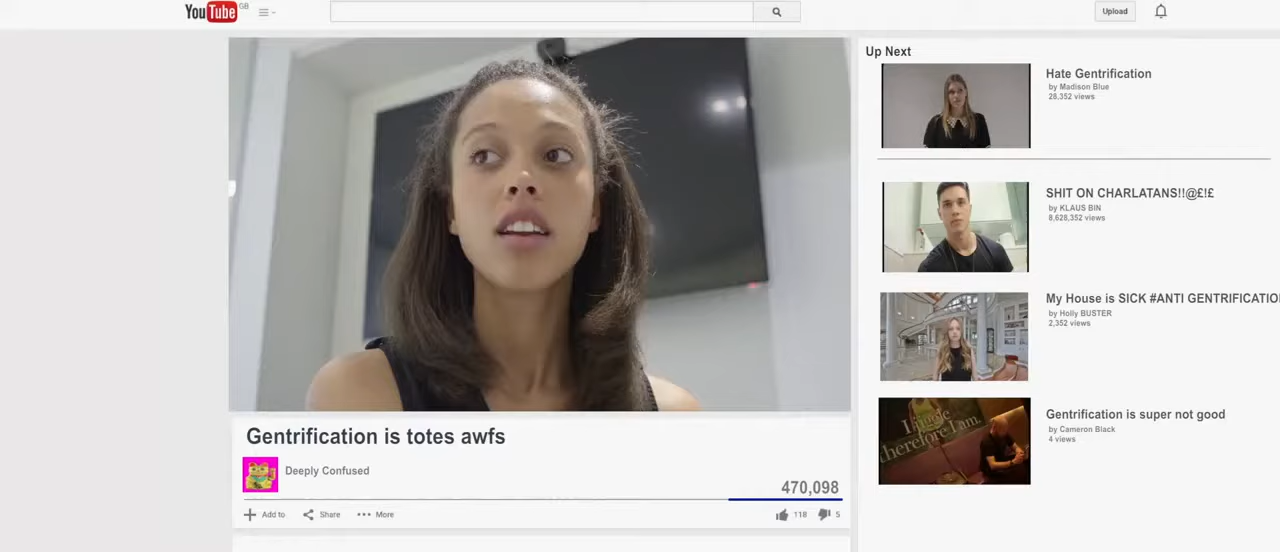 YouTube GB
Upload
Up Next
Hate Gentrification
by Madison Blue
28,352 views
SHIT ON CHARLATANS!!@£!£
by KLAUS BIN
8,628,352 views
My House is SICK #ANTI GENTRIFICATIO
by Holly BUSTER
2,352 views
Gentrification is super not good
by Cameron Black
4 views
therefore I am.
Gentrification is totes awfs
Deeply Confused
470,098
Add to
Share
More
118
5